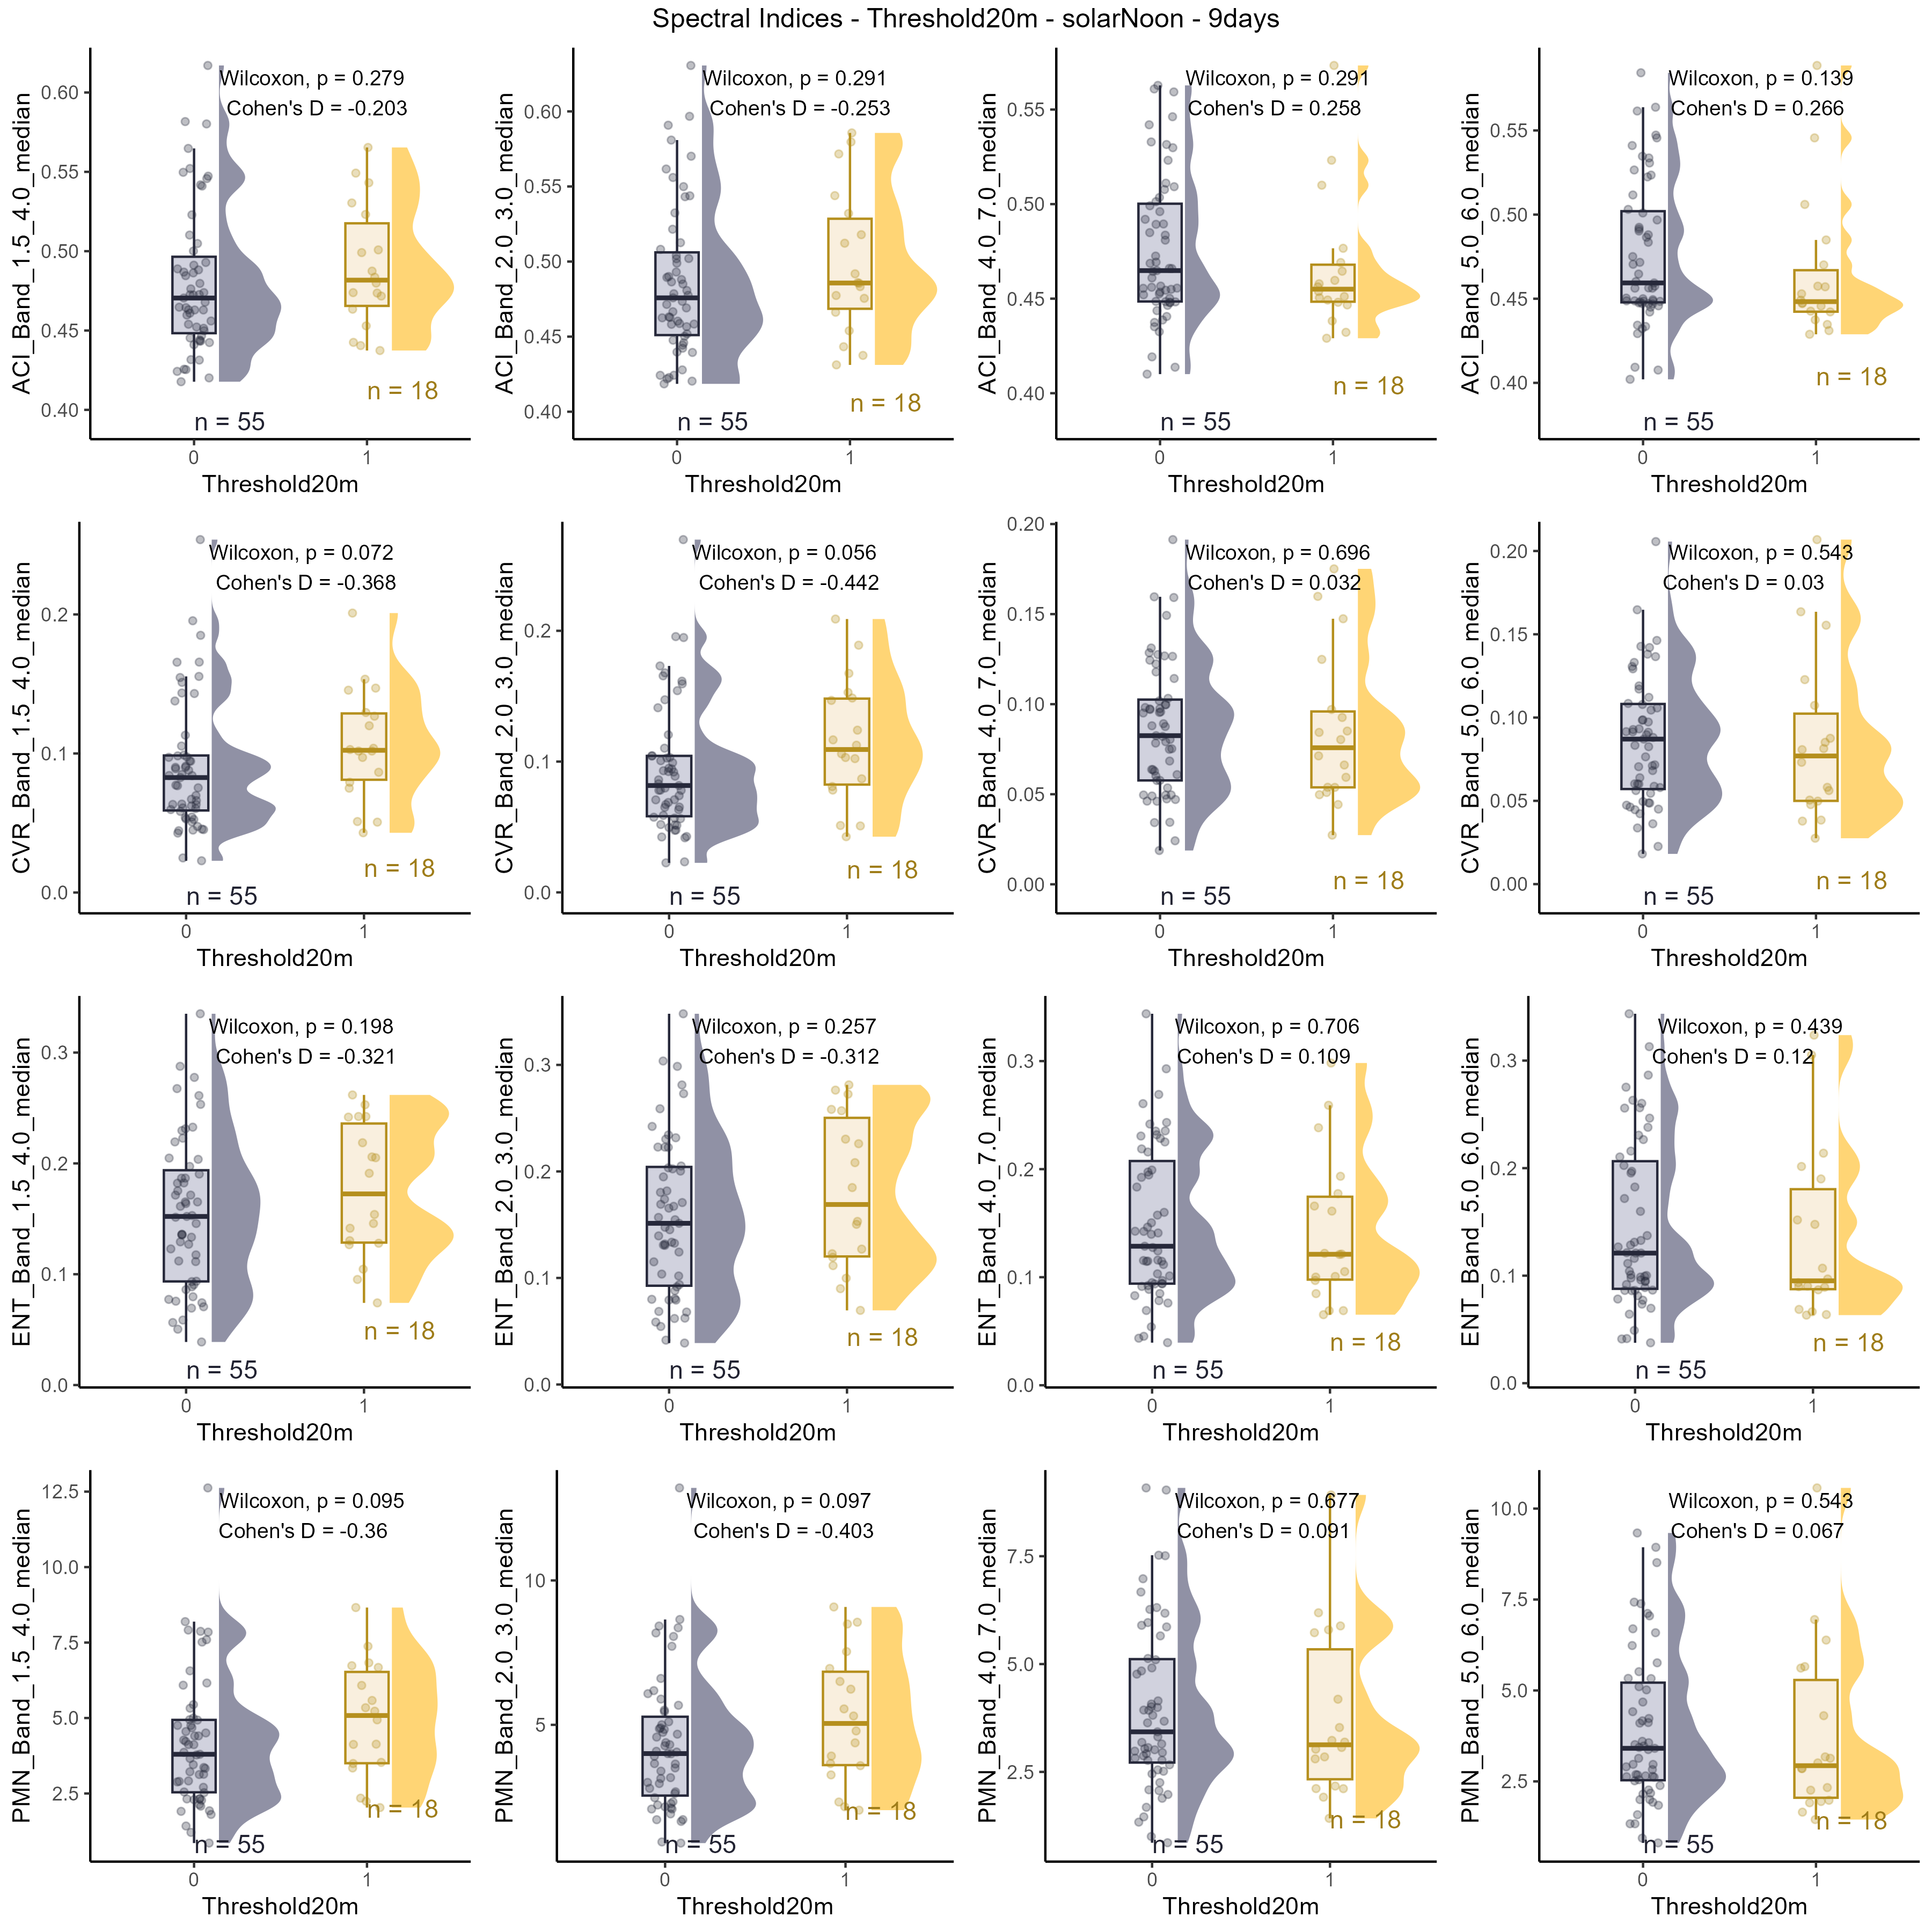 Spectral Indices - Threshold20m - solarNoon - 9days
ACI_Band_1.5_4.0_median
0.60
0.55
0.50
0.45
0.40
Wilcoxon, p = 0.279
Cohen's D = -0.203
n = 18
n = 55
0 1
Threshold20m
ACI_Band_2.0_3.0_median
0.60
0.55
0.50
0.45
0.40
Wilcoxon, p = 0.291
Cohen's D = -0.253
n = 18
n = 55
0 1
Threshold20m
ACI_Band_4.0_7.0_median
0.55
0.50
0.45
0.40
Wilcoxon, p = 0.291
Cohen's D = 0.258
n = 18
n = 55
0 1
Threshold20m
ACI_Band_5.0_6.0_median
0.55
0.50
0.45
0.40
Wilcoxon, p = 0.139
Cohen's D = 0.266
n = 18
n = 55
0 1
Threshold20m
CVR_Band_1.5_4.0_median
0.2
0.1
0.0
Wilcoxon, p = 0.072
Cohen's D = -0.368
n = 18
n = 55
0 1
Threshold20m
CVR_Band_2.0_3.0_median
0.2
0.1
0.0
Wilcoxon, p = 0.056
Cohen's D = -0.442
n = 18
n = 55
0 1
Threshold20m
CVR_Band_4.0_7.0_median
0.20
0.15
0.10
0.05
0.00
Wilcoxon, p = 0.696
Cohen's D = 0.032
n = 18
n = 55
0 1
Threshold20m
CVR_Band_5.0_6.0_median
0.20
0.15
0.10
0.05
0.00
Wilcoxon, p = 0.543
Cohen's D = 0.03
n = 18
n = 55
0 1
Threshold20m
ENT_Band_1.5_4.0_median
0.3
0.2
0.1
0.0
Wilcoxon, p = 0.198
Cohen's D = -0.321
n = 18
n = 55
0 1
Threshold20m
ENT_Band_2.0_3.0_median
0.3
0.2
0.1
0.0
Wilcoxon, p = 0.257
Cohen's D = -0.312
n = 18
n = 55
0 1
Threshold20m
ENT_Band_4.0_7.0_median
0.3
0.2
0.1
0.0
Wilcoxon, p = 0.706
Cohen's D = 0.109
n = 18
n = 55
0 1
Threshold20m
ENT_Band_5.0_6.0_median
0.3
0.2
0.1
0.0
Wilcoxon, p = 0.439
Cohen's D = 0.12
n = 18
n = 55
0 1
Threshold20m
PMN_Band_1.5_4.0_median
12.5
10.0
7.5
5.0
2.5
Wilcoxon, p = 0.095
Cohen's D = -0.36
n = 18
n = 55
0 1
Threshold20m
PMN_Band_2.0_3.0_median
10
5
Wilcoxon, p = 0.097
Cohen's D = -0.403
n = 18
n = 55
0 1
Threshold20m
PMN_Band_4.0_7.0_median
7.5
5.0
2.5
Wilcoxon, p = 0.677
Cohen's D = 0.091
n = 18
n = 55
0 1
Threshold20m
PMN_Band_5.0_6.0_median
10.0
7.5
5.0
2.5
Wilcoxon, p = 0.543
Cohen's D = 0.067
n = 18
n = 55
0 1
Threshold20m